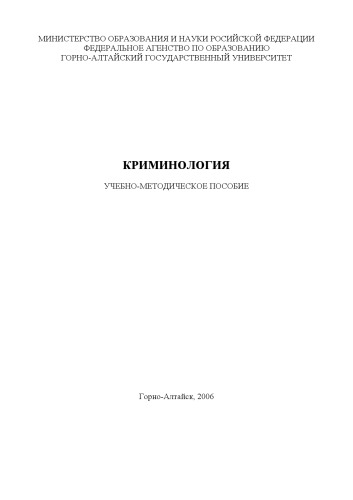 МИНИСТЕРСТВО ОБРАЗОВАНИЯ И НАУКИ РОСИЙСКОЙ ФЕДЕРАЦИИ
ФЕДЕРАЛЬНОЕ АГЕНСТВО ПО ОБРАЗОВАНИЮ
ГОРНО-АЛТАЙСКИЙ ГОСУДАРСТВЕННЫЙ УНИВЕРСИТЕТ
КРИМИНОЛОГИЯ
УЧЕБНО-МЕТОДИЧЕСКОЕ ПОСОБИЕ
Горно-Алтайск, 2006